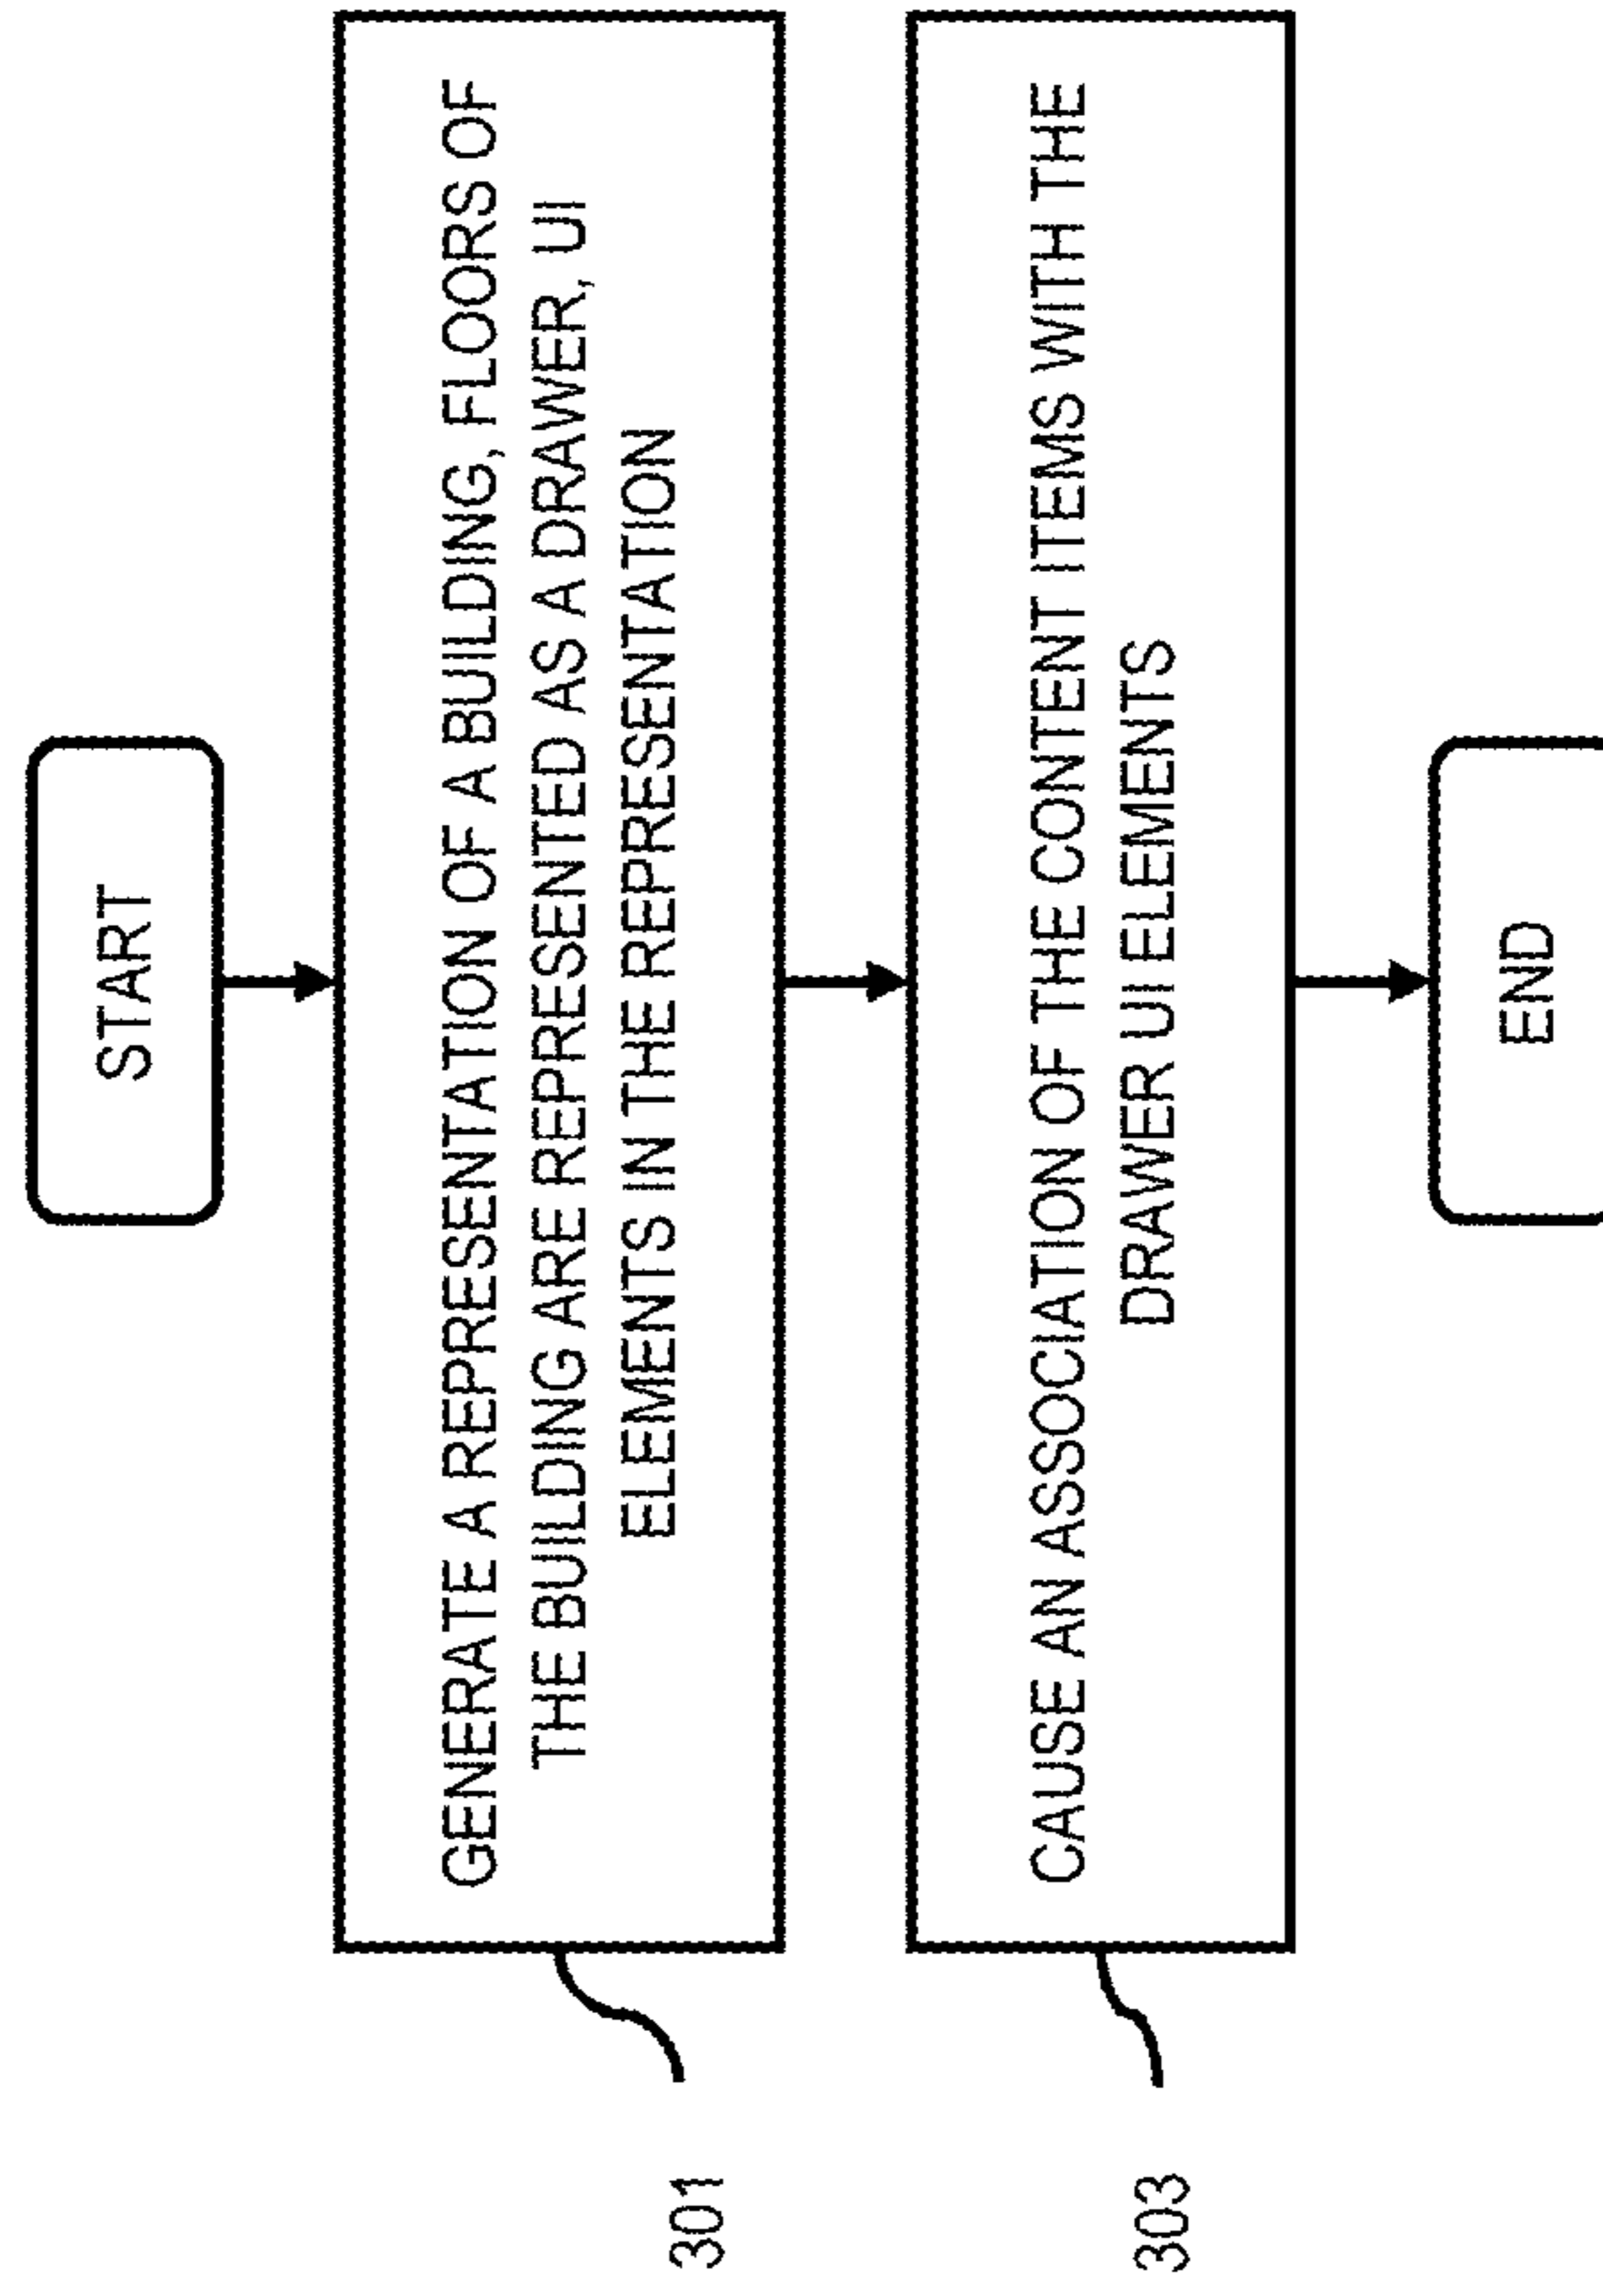 START
GENERATE A REPRESENTATION OF A BUILDING, FLOORS OF
THE BUILDING ARE REPRESENTED AS A DRAWER, UI
ELEMENTS IN THE REPRESENTATION
301
CAUSE AN ASSOCIATION OF THE CONTENT ITEMS WITH THE
DRAWER UI ELEMENTS
303
END